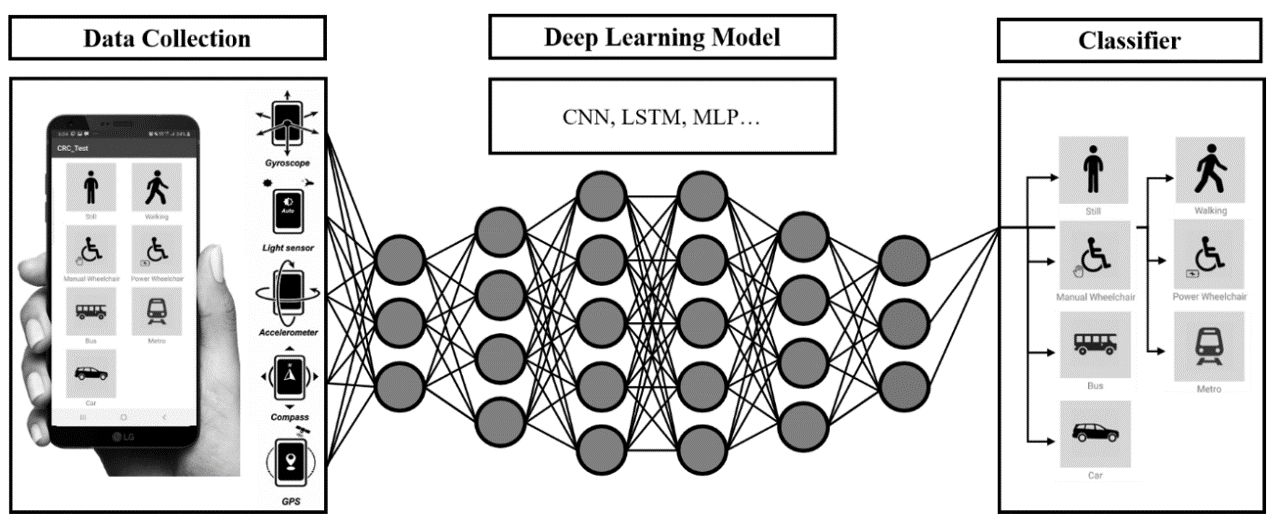 Data Collection
Deep Learning Model
Classifier
CNN, LSTM, MLP…
CRC_Test
Still
Walking
Manual Wheelchair
Power Wheelchair
Bus
Metro
Car
LG
Gyroscope
Auto
Light sensor
Accelerometer
N
Compass
GPS
Still
Walking
Manual Wheelchair
Power Wheelchair
Bus
Metro
Car